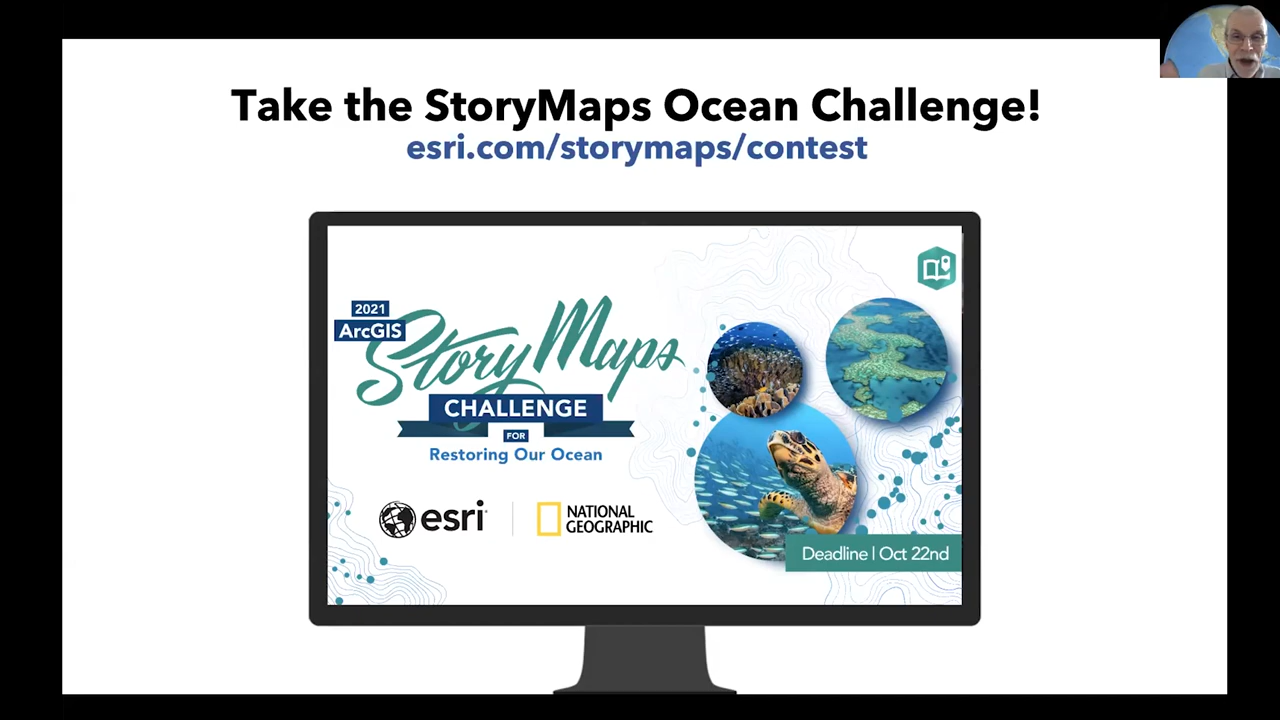 Take the StoryMaps Ocean Challenge!
esri.com/storymaps/contest
2021
ArcGIS
StoryMaps
CHALLENGE
FOR
Restoring Our Ocean
esri
NATIONAL
GEOGRAPHIC
Deadline | Oct 22nd